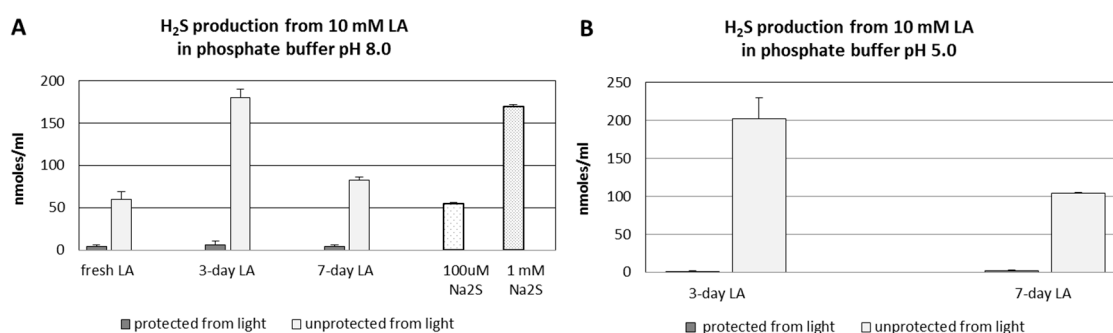 A
H₂S production from 10 mM LA
in phosphate buffer pH 8.0
200
150
100
50
0
nmoles/ml
fresh LA
3-day LA
7-day LA
100uM
Na2S
1 mM
Na2S
protected from light
unprotected from light
B
H₂S production from 10 mM LA
in phosphate buffer pH 5.0
250
200
150
100
50
0
nmoles/ml
3-day LA
7-day LA
protected from light
unprotected from light